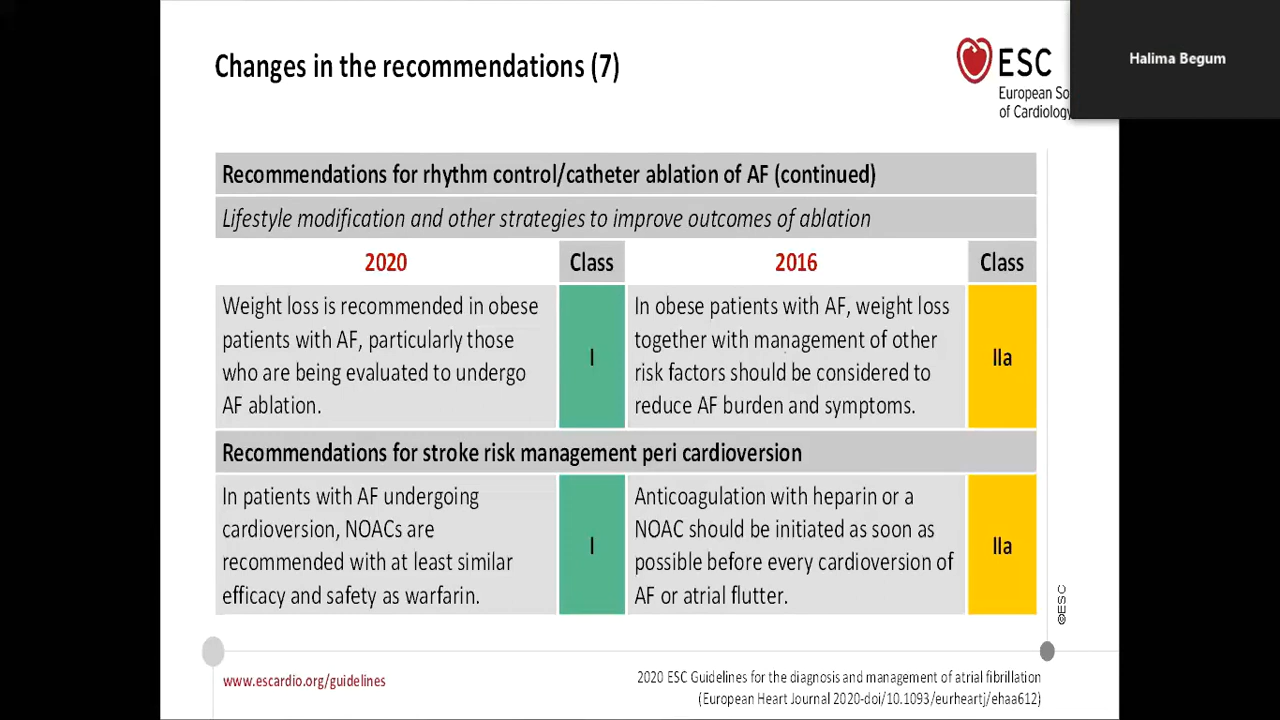 Changes in the recommendations (7)
ESC
European So
of Cardiology
Halima Begum
Recommendations for rhythm control/catheter ablation of AF (continued)
Lifestyle modification and other strategies to improve outcomes of ablation
2020 Class 2016 Class
Weight loss is recommended in obese
patients with AF, particularly those
who are being evaluated to undergo
AF ablation.
I
In obese patients with AF, weight loss
together with management of other
risk factors should be considered to
reduce AF burden and symptoms.
IIa
Recommendations for stroke risk management peri cardioversion
In patients with AF undergoing
cardioversion, NOACs are
recommended with at least similar
efficacy and safety as warfarin.
I
Anticoagulation with heparin or a
NOAC should be initiated as soon as
possible before every cardioversion of
AF or atrial flutter.
IIa
©ESC
www.escardio.org/guidelines
2020 ESC Guidelines for the diagnosis and management of atrial fibrillation
(European Heart Journal 2020-doi/10.1093/eurheartj/ehaa612)